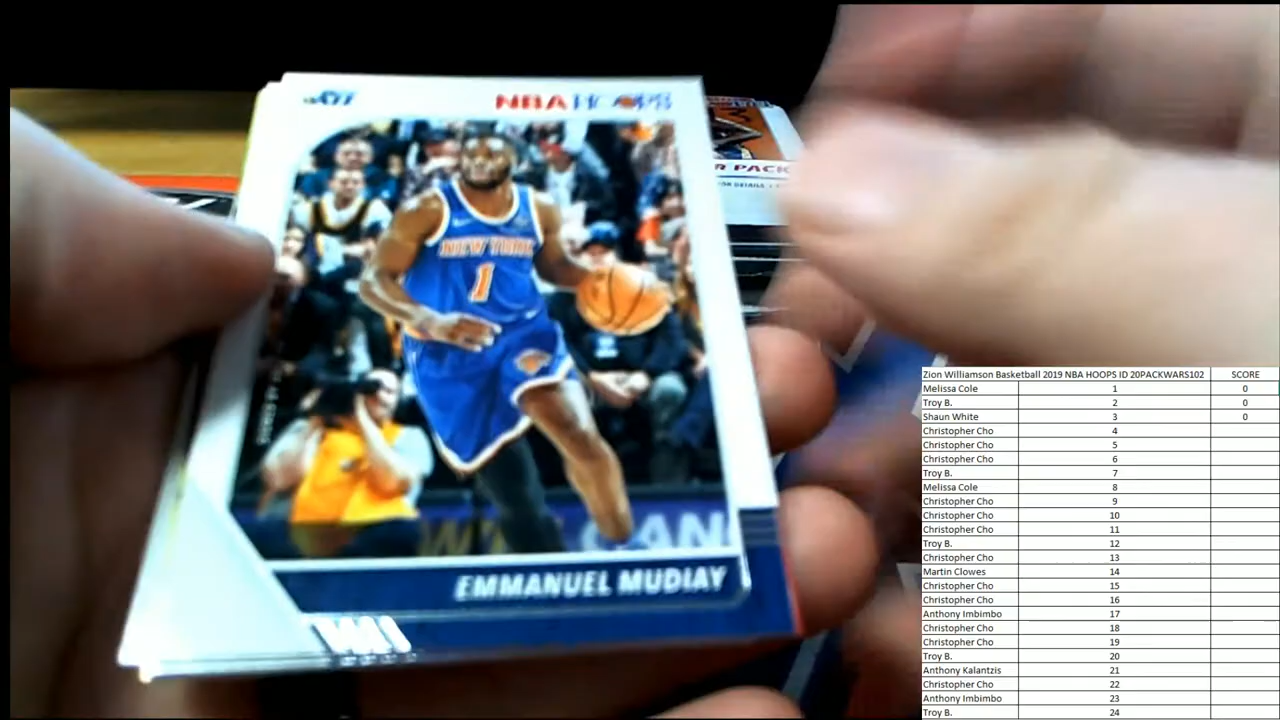 JAZZ
NBA HOOPS
NEW YORK
1
EMMANUEL MUDIAY
R PACK
Zion Williamson Basketball 2019 NBA HOOPS ID 20PACKWARS102 SCORE
Melissa Cole 1 0
Troy B. 2 0
Shaun White 3 0
Christopher Cho 4
Christopher Cho 5
Christopher Cho 6
Troy B. 7
Melissa Cole 8
Christopher Cho 9
Christopher Cho 10
Christopher Cho 11
Troy B. 12
Christopher Cho 13
Martin Clowes 14
Christopher Cho 15
Christopher Cho 16
Anthony Imbimbo 17
Christopher Cho 18
Christopher Cho 19
Troy B. 20
Anthony Kalantzis 21
Christopher Cho 22
Anthony Imbimbo 23
Troy B. 24